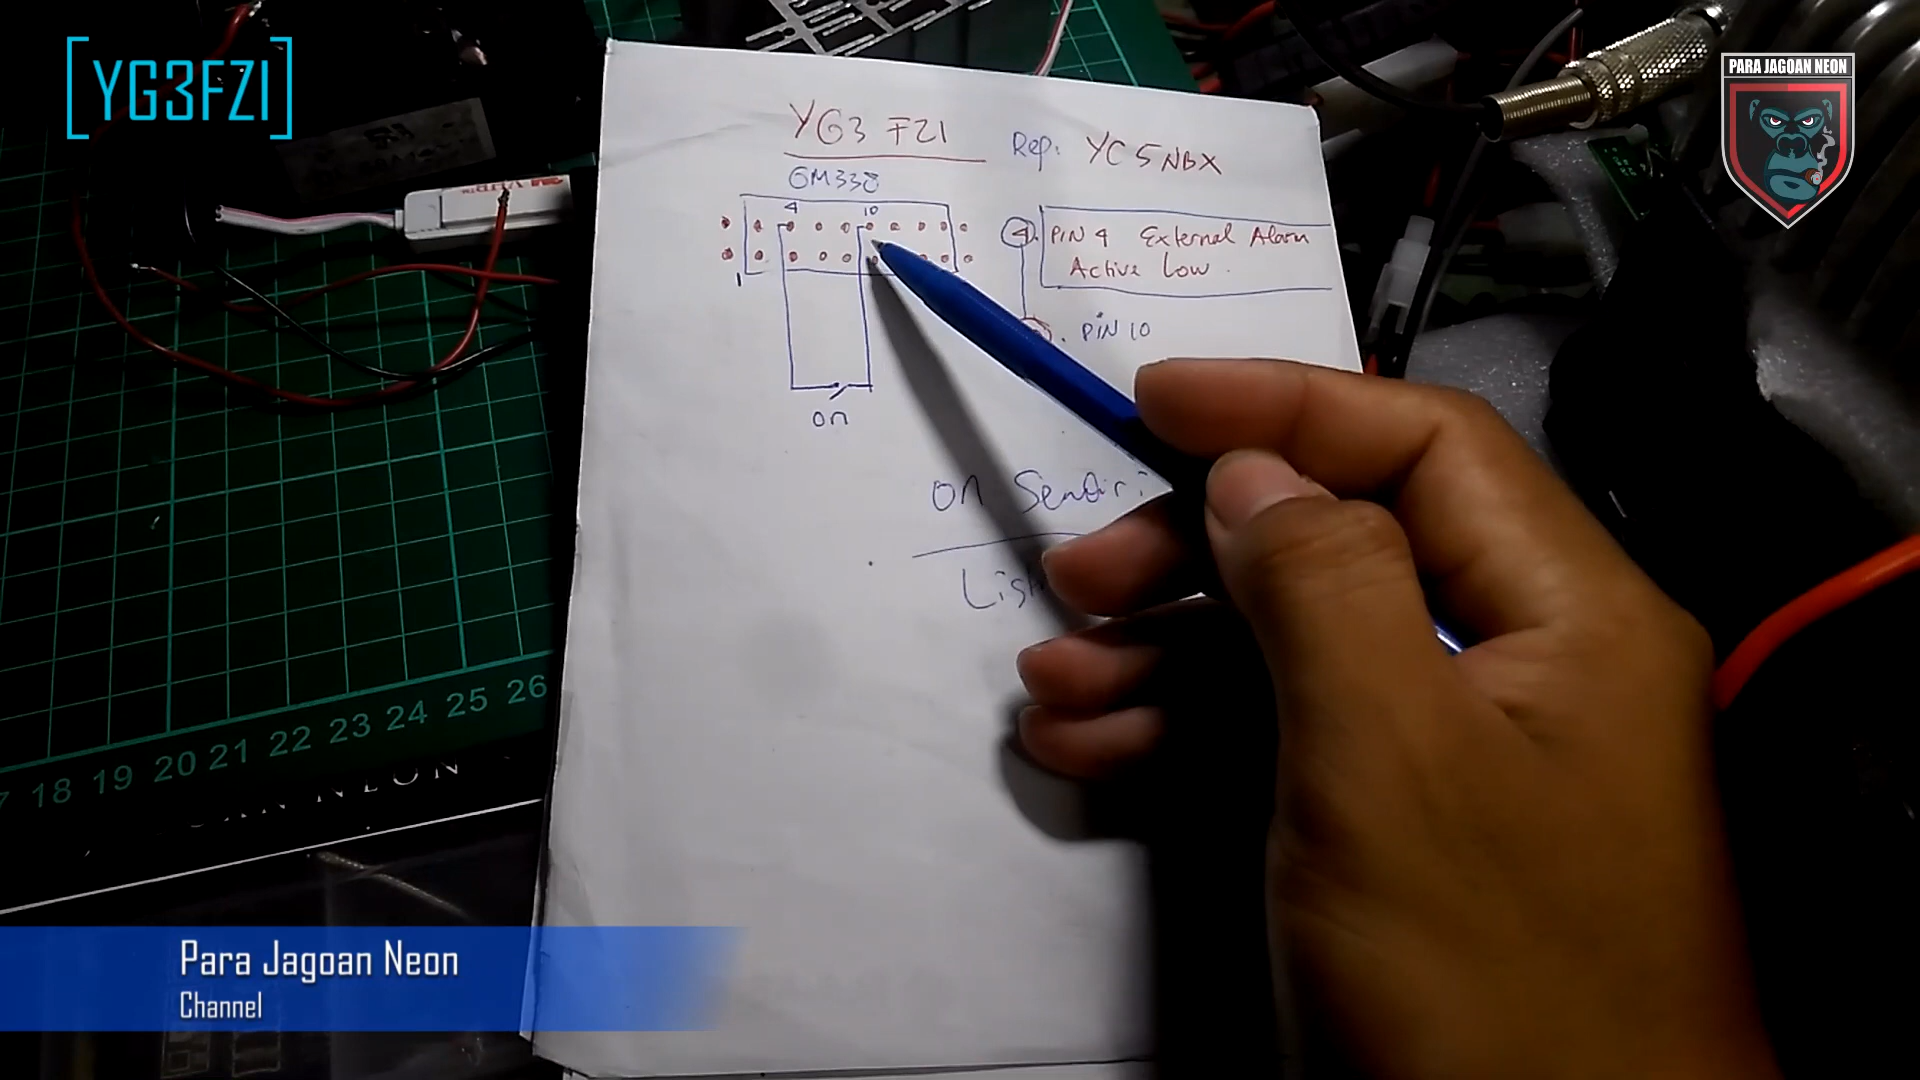 [YG3FZI]
PARA JAGOAN NEON
YG3 FZI
Rep: YC5NBX
GM338
4 10
1
4. PIN 4 External Alarm
Active Low.
. PIN 10
on
on Sendiri
18 19 20 21 22 23 24 25 26
Para Jagoan Neon
Channel